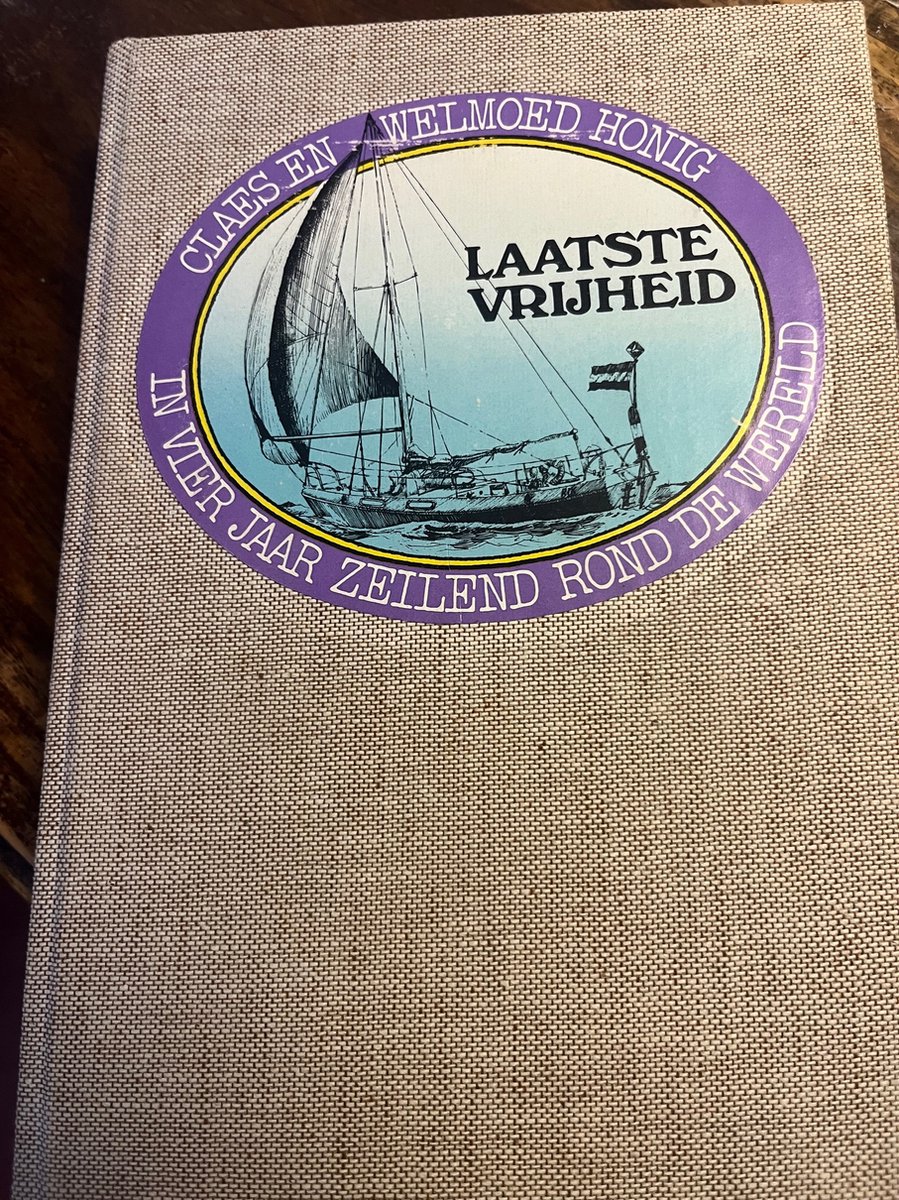 CLAES EN WELMOED HONIG
LAATSTE
VRIJHEID
IN VIER JAAR ZEILEND ROND DE WERELD